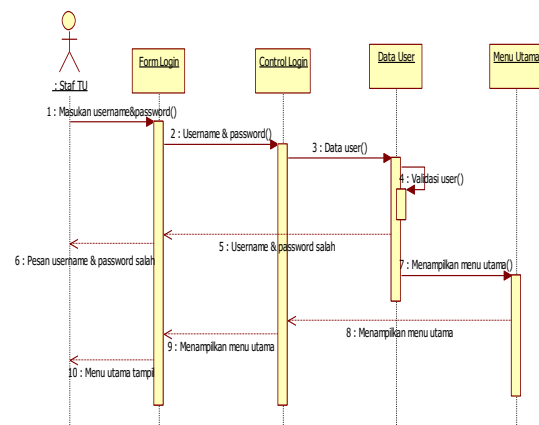 : Staf TU
Form Login
Control Login
Data User
Menu Utama
1 : Masukan username&password()
2 : Username & password()
3 : Data user()
4 : Validasi user()
5 : Username & password salah
6 : Pesan username & password salah
7 : Menampilkan menu utama()
8 : Menampilkan menu utama
9 : Menampilkan menu utama
10 : Menu utama tampil